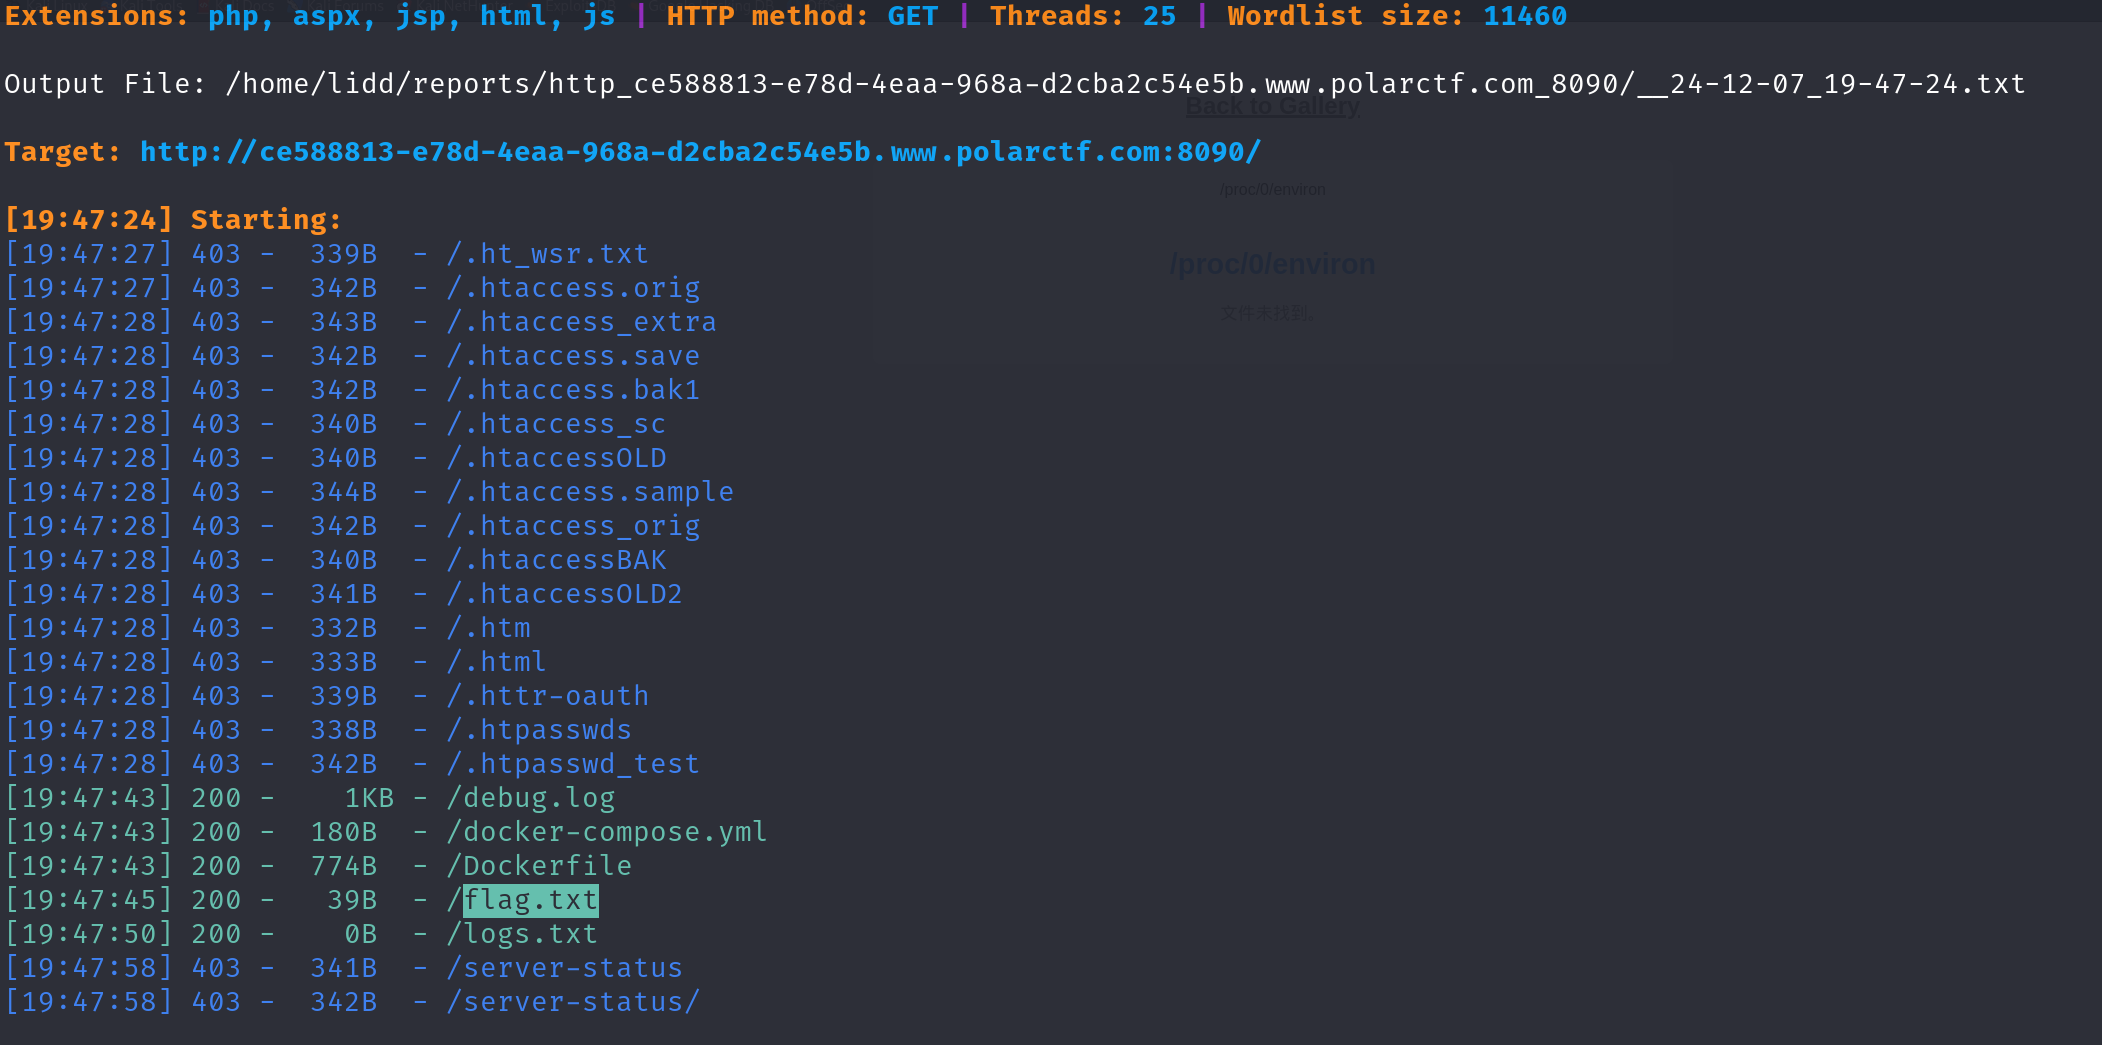 Extensions: php, aspx, jsp, html, js | HTTP method: GET | Threads: 25 | Wordlist size: 11460
Output File: /home/lidd/reports/http_ce588813-e78d-4eaa-968a-d2cba2c54e5b.www.polarctf.com_8090/__24-12-07_19-47-24.txt
Back to Gallery
Target: http://ce588813-e78d-4eaa-968a-d2cba2c54e5b.www.polarctf.com:8090/
/proc/0/environ
[19:47:24] Starting:
[19:47:27] 403 -  339B  - /.ht_wsr.txt
/proc/0/environ
[19:47:27] 403 -  342B  - /.htaccess.orig
文件未找到。
[19:47:28] 403 -  343B  - /.htaccess_extra
[19:47:28] 403 -  342B  - /.htaccess.save
[19:47:28] 403 -  342B  - /.htaccess.bak1
[19:47:28] 403 -  340B  - /.htaccess_sc
[19:47:28] 403 -  340B  - /.htaccessOLD
[19:47:28] 403 -  344B  - /.htaccess.sample
[19:47:28] 403 -  342B  - /.htaccess_orig
[19:47:28] 403 -  340B  - /.htaccessBAK
[19:47:28] 403 -  341B  - /.htaccessOLD2
[19:47:28] 403 -  332B  - /.htm
[19:47:28] 403 -  333B  - /.html
[19:47:28] 403 -  339B  - /.httr-oauth
[19:47:28] 403 -  338B  - /.htpasswds
[19:47:28] 403 -  342B  - /.htpasswd_test
[19:47:43] 200 -    1KB - /debug.log
[19:47:43] 200 -  180B  - /docker-compose.yml
[19:47:43] 200 -  774B  - /Dockerfile
[19:47:45] 200 -   39B  - /flag.txt
[19:47:50] 200 -    0B  - /logs.txt
[19:47:58] 403 -  341B  - /server-status
[19:47:58] 403 -  342B  - /server-status/